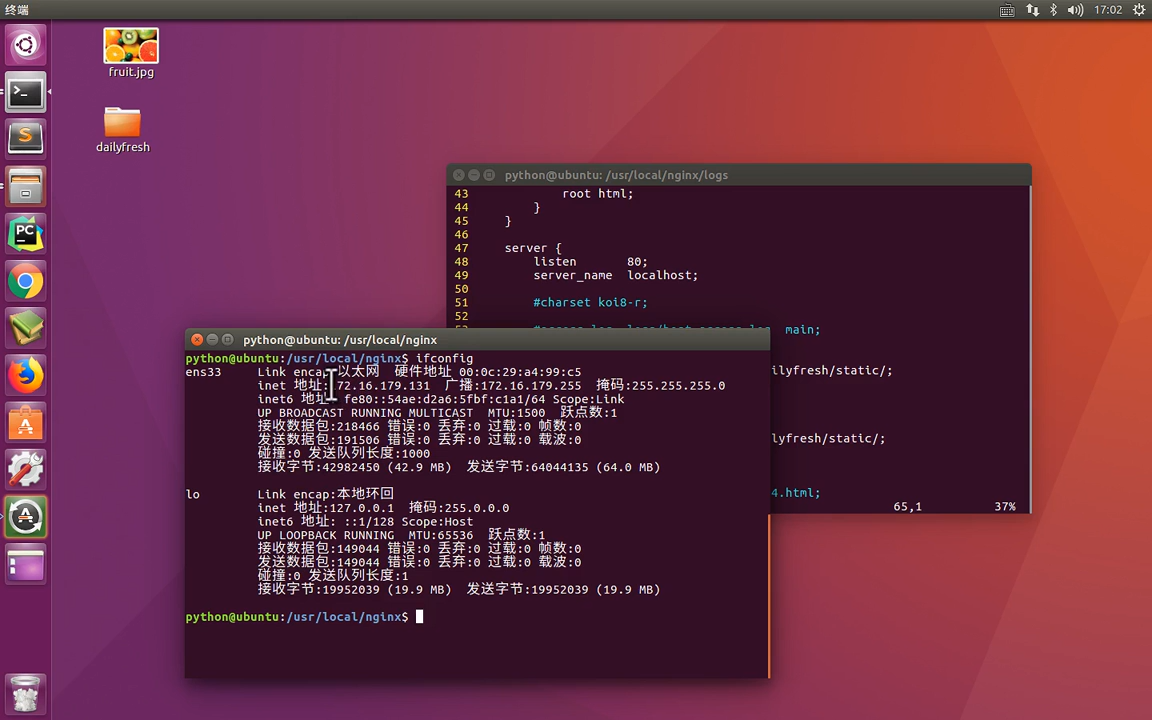 终端
17:02
fruit.jpg
dailyfresh
python@ubuntu: /usr/local/nginx/logs
43 root html;
44 }
45 }
46
47 server {
48 listen 80;
49 server_name localhost;
50
51 #charset koi8-r;
52
main;
ilyfresh/static/;
lyfresh/static/;
4.html;
65,1 37%
python@ubuntu: /usr/local/nginx
python@ubuntu:/usr/local/nginx$ ifconfig
ens33 Link encap:以太网 硬件地址 00:0c:29:a4:99:c5
inet 地址:172.16.179.131 广播:172.16.179.255 掩码:255.255.255.0
inet6 地址: fe80::54ae:d2a6:5fbf:c1a1/64 Scope:Link
UP BROADCAST RUNNING MULTICAST MTU:1500 跃点数:1
接收数据包:218466 错误:0 丢弃:0 过载:0 帧数:0
发送数据包:191506 错误:0 丢弃:0 过载:0 载波:0
碰撞:0 发送队列长度:1000
接收字节:42982450 (42.9 MB) 发送字节:64044135 (64.0 MB)
lo Link encap:本地环回
inet 地址:127.0.0.1 掩码:255.0.0.0
inet6 地址: ::1/128 Scope:Host
UP LOOPBACK RUNNING MTU:65536 跃点数:1
接收数据包:149044 错误:0 丢弃:0 过载:0 帧数:0
发送数据包:149044 错误:0 丢弃:0 过载:0 载波:0
碰撞:0 发送队列长度:1
接收字节:19952039 (19.9 MB) 发送字节:19952039 (19.9 MB)
python@ubuntu:/usr/local/nginx$